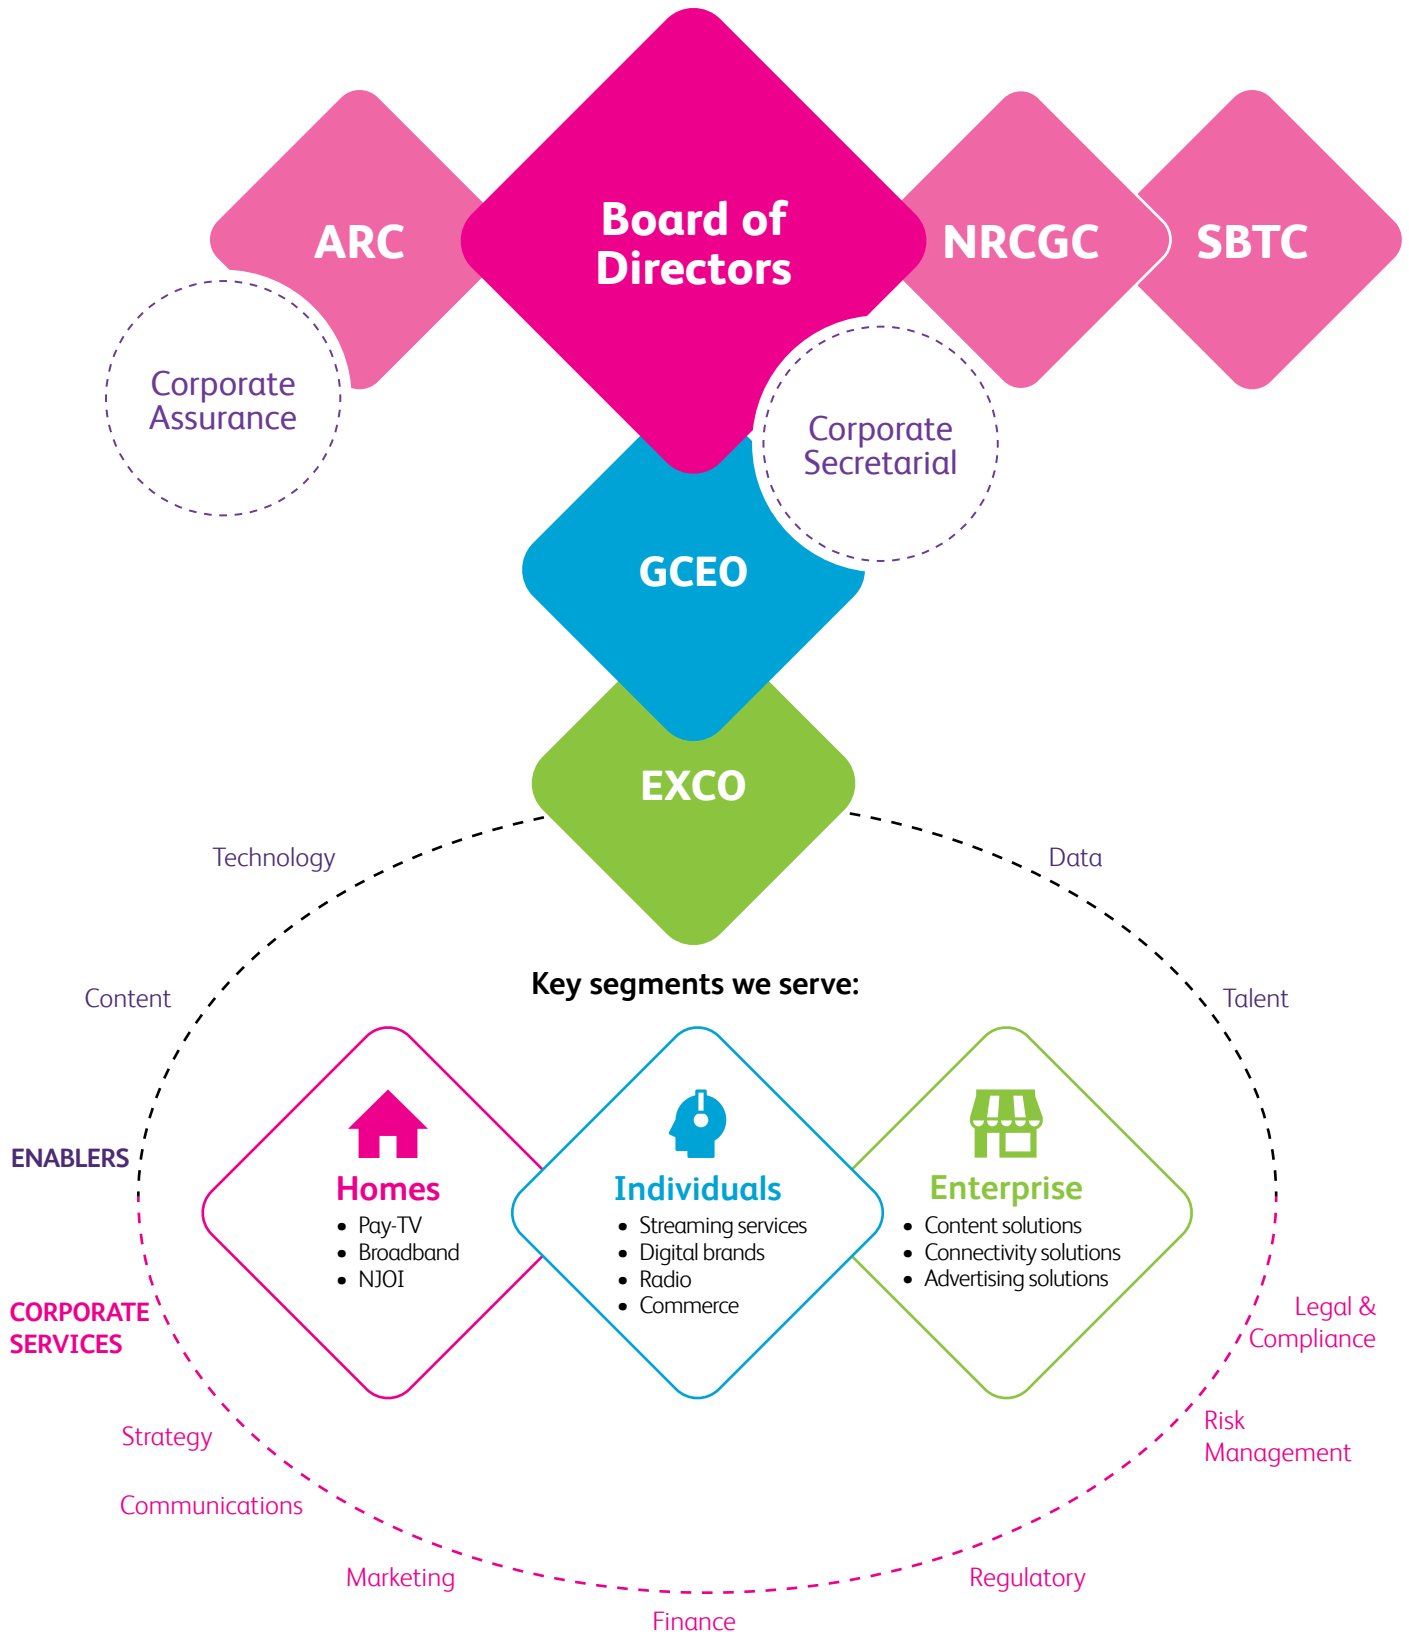 ARC
Board of
Directors
NRCGC
SBTC
Corporate
Assurance
Corporate
Secretarial
GCEO
EXCO
Technology
Data
Content
Talent
Key segments we serve:
ENABLERS
Homes
• Pay-TV
• Broadband
• NJOI
Individuals
• Streaming services
• Digital brands
• Radio
• Commerce
Enterprise
• Content solutions
• Connectivity solutions
• Advertising solutions
CORPORATE
SERVICES
Legal &
Compliance
Strategy
Risk
Management
Communications
Marketing
Regulatory
Finance